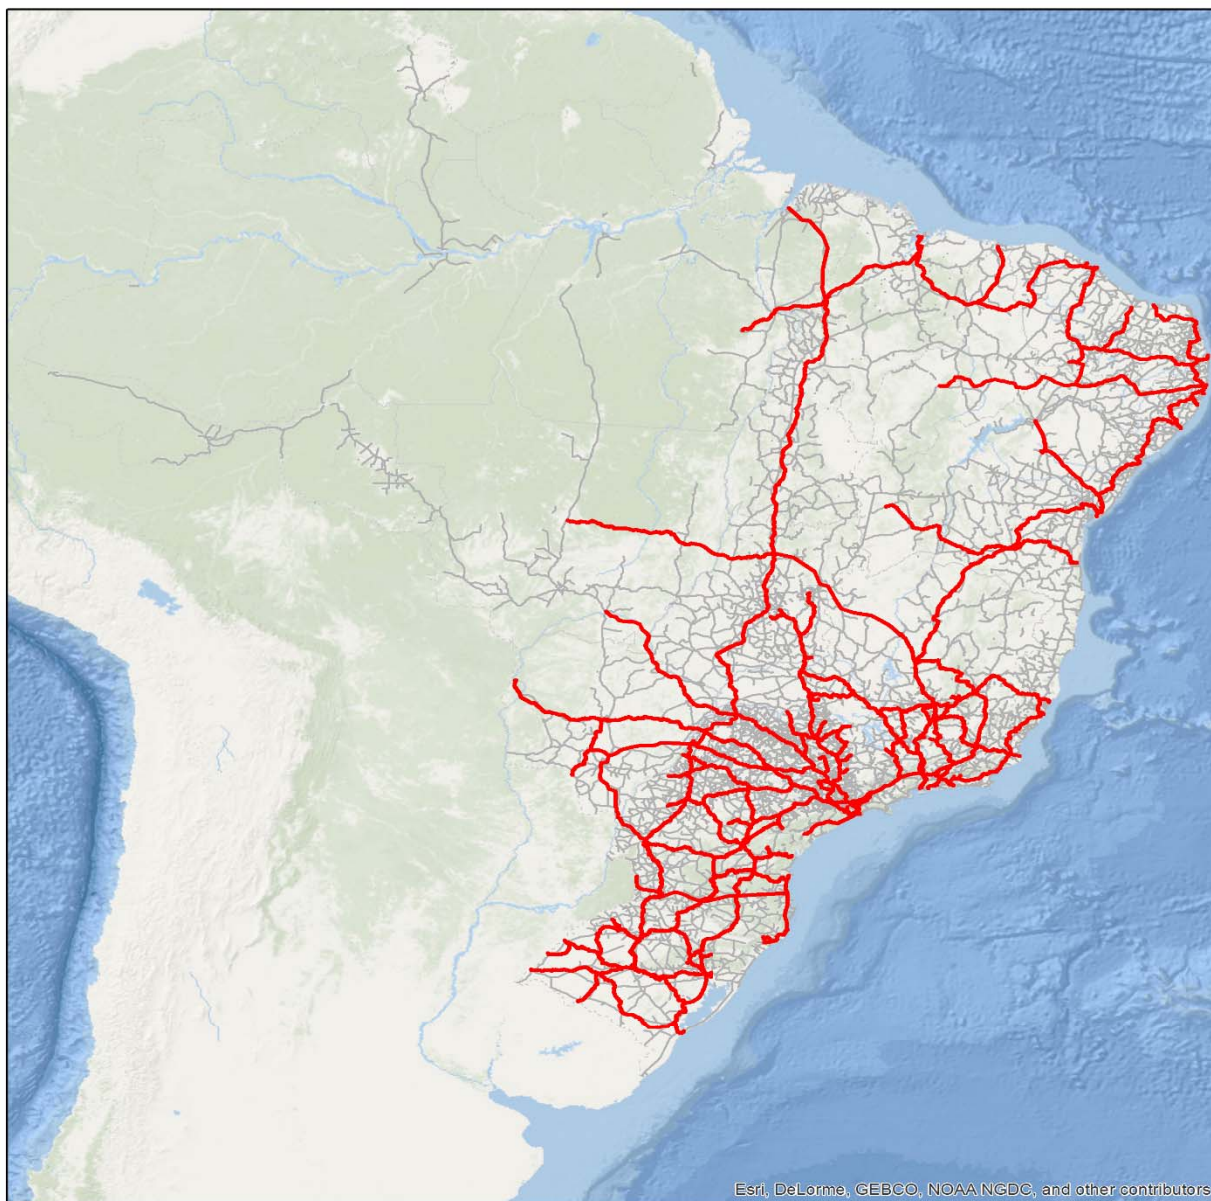 Esri, DeLorme, GEBCO, NOAA NGDC, and other contributors